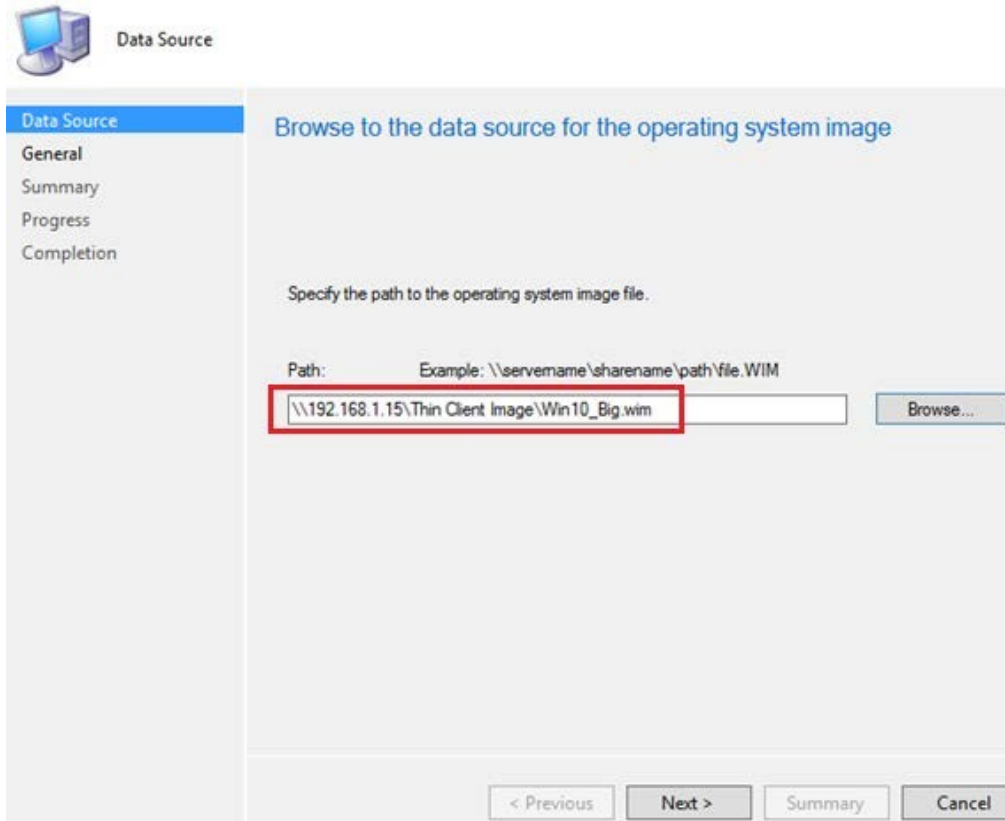 Data Source
Data Source
General
Summary
Progress
Completion
Browse to the data source for the operating system image
Specify the path to the operating system image file.
Path: Example: \\servername\sharename\path\file.WIM
\\192.168.1.15\Thin Client Image\Win10_Big.wim Browse...
< Previous Next > Summary Cancel